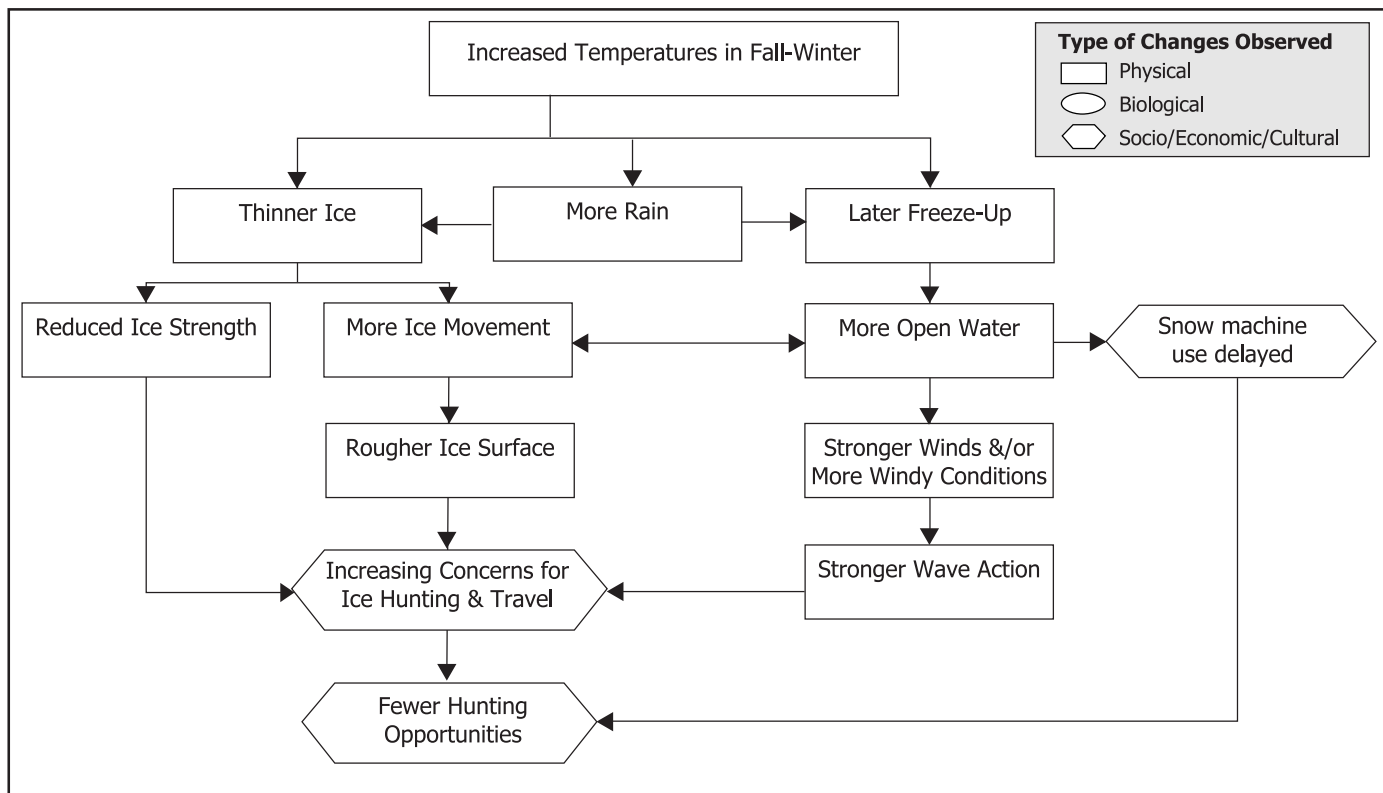 Increased Temperatures in Fall-Winter
Type of Changes Observed
Physical
Biological
Socio/Economic/Cultural
Thinner Ice
More Rain
Later Freeze-Up
Reduced Ice Strength
More Ice Movement
More Open Water
Snow machine
use delayed
Rougher Ice Surface
Stronger Winds &/or
More Windy Conditions
Increasing Concerns for
Ice Hunting & Travel
Stronger Wave Action
Fewer Hunting
Opportunities